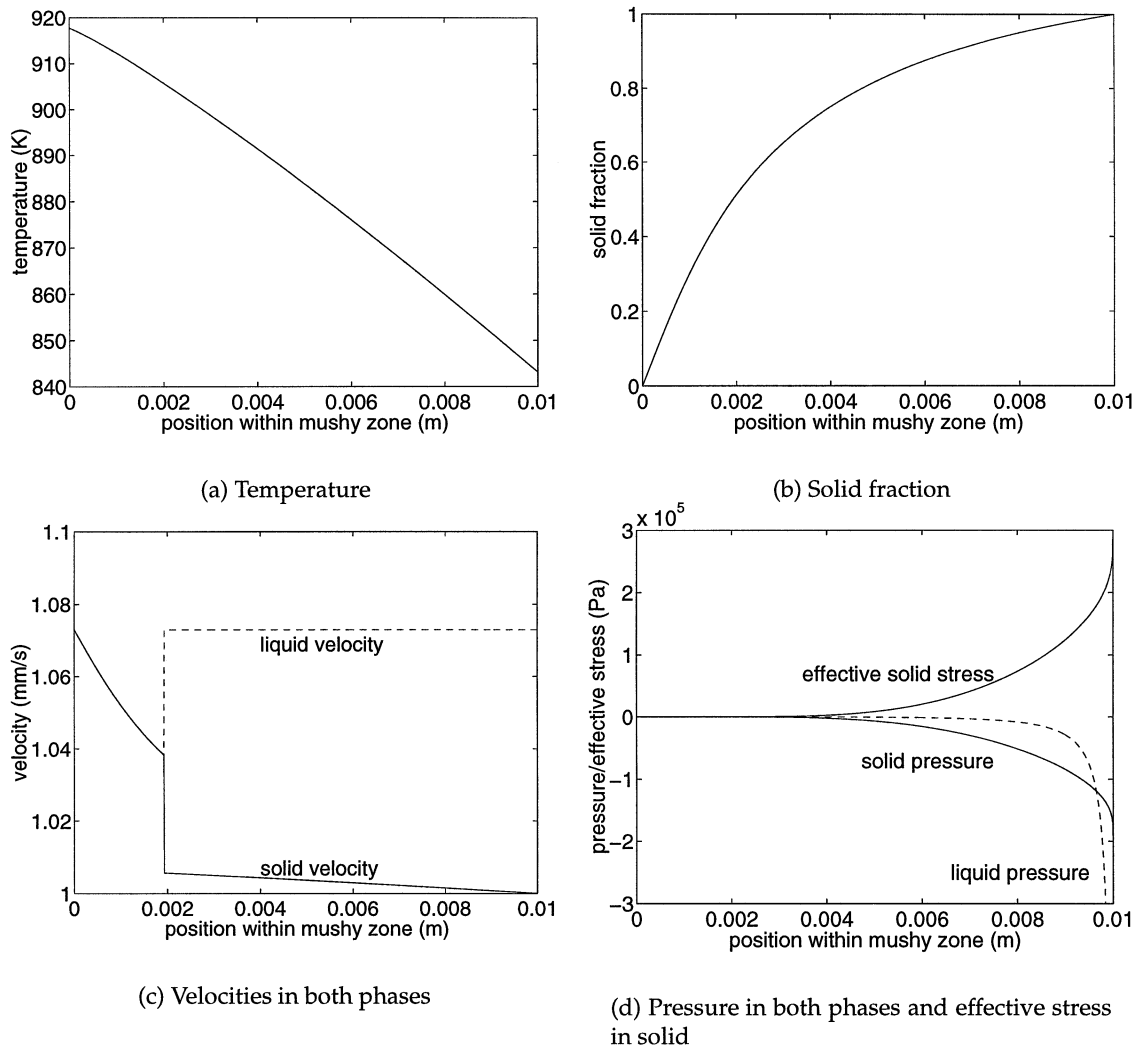 920
910
900
890
880
870
860
850
840
temperature (K)
0 0.002 0.004 0.006 0.008 0.01
position within mushy zone (m)
(a) Temperature
1
0.8
0.6
0.4
0.2
0
solid fraction
0 0.002 0.004 0.006 0.008 0.01
position within mushy zone (m)
(b) Solid fraction
1.1
1.08
1.06
1.04
1.02
1
velocity (mm/s)
liquid velocity
solid velocity
0 0.002 0.004 0.006 0.008 0.01
position within mushy zone (m)
(c) Velocities in both phases
x 10^5
3
2
1
0
−1
−2
−3
pressure/effective stress (Pa)
effective solid stress
solid pressure
liquid pressure
0 0.002 0.004 0.006 0.008 0.01
position within mushy zone (m)
(d) Pressure in both phases and effective stress
in solid